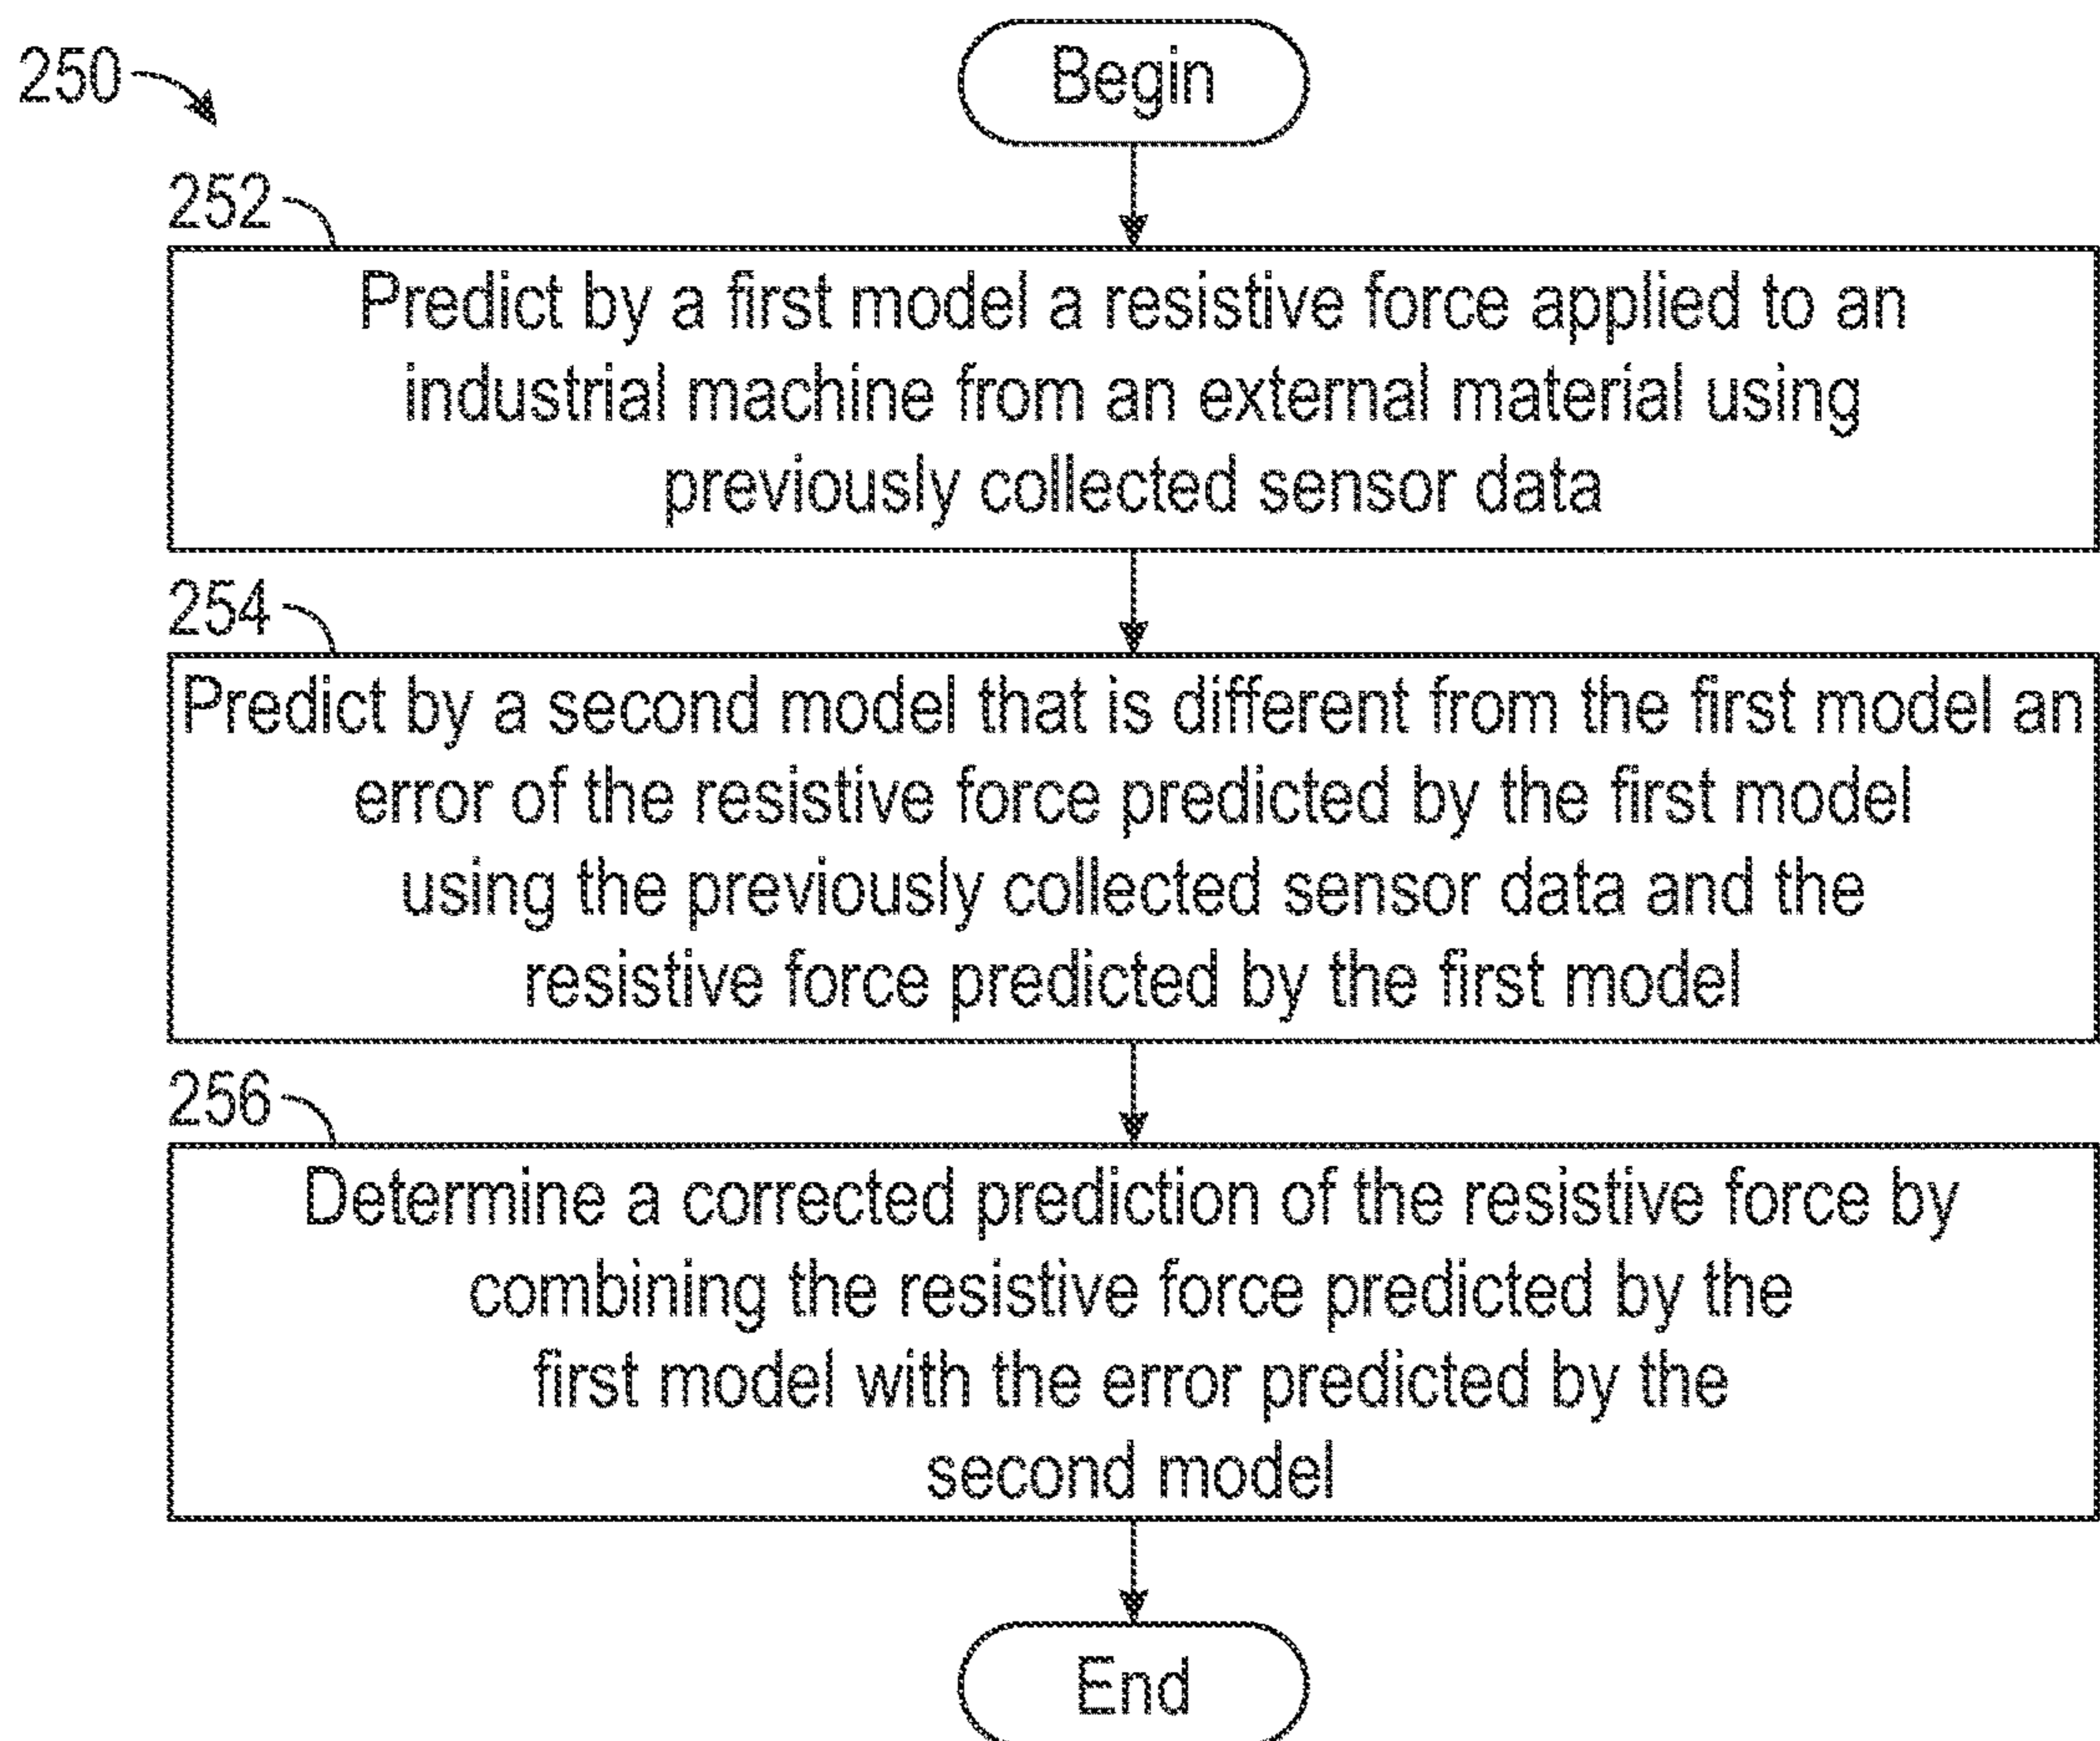 250
Begin
252
Predict by a first model a resistive force applied to an
industrial machine from an external material using
previously collected sensor data
254
Predict by a second model that is different from the first model an
error of the resistive force predicted by the first model
using the previously collected sensor data and the
resistive force predicted by the first model
256
Determine a corrected prediction of the resistive force by
combining the resistive force predicted by the
first model with the error predicted by the
second model
End